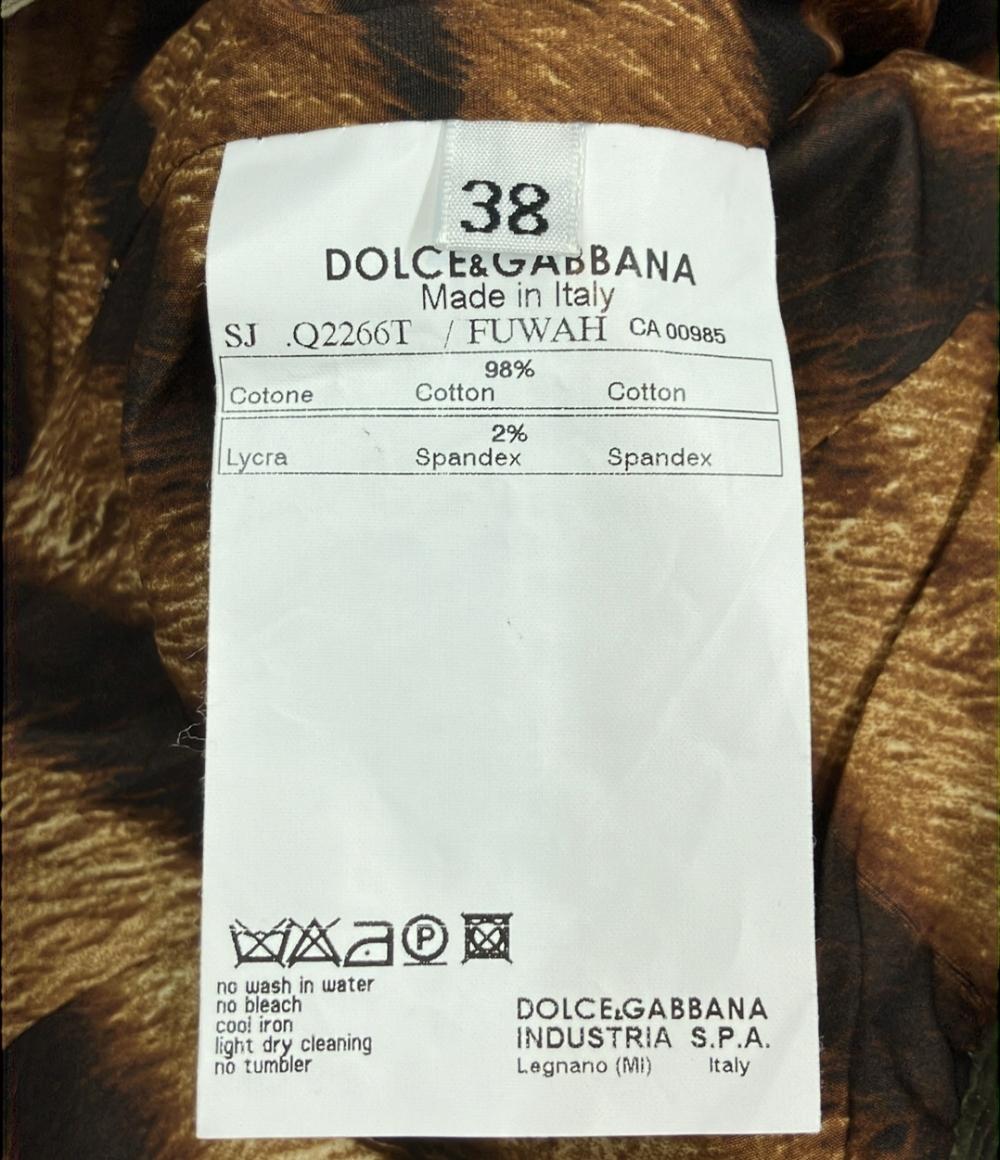 38
DOLCE&GABBANA
Made in Italy
SJ .Q2266T / FUWAH CA 00985
98%
Cotone Cotton Cotton
2%
Lycra Spandex Spandex
P
no wash in water
no bleach
cool iron
light dry cleaning
no tumbler
DOLCE&GABBANA
INDUSTRIA S.P.A.
Legnano (MI) Italy